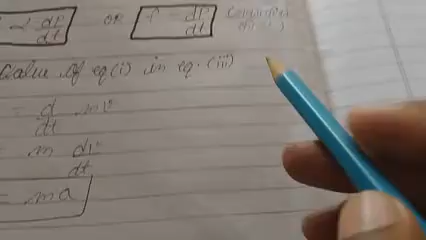 ∝ dp/dt OR f = dp/dt
Value of eq(i) in eq. (iii)
= d/dt mv
= m dv/dt
= ma